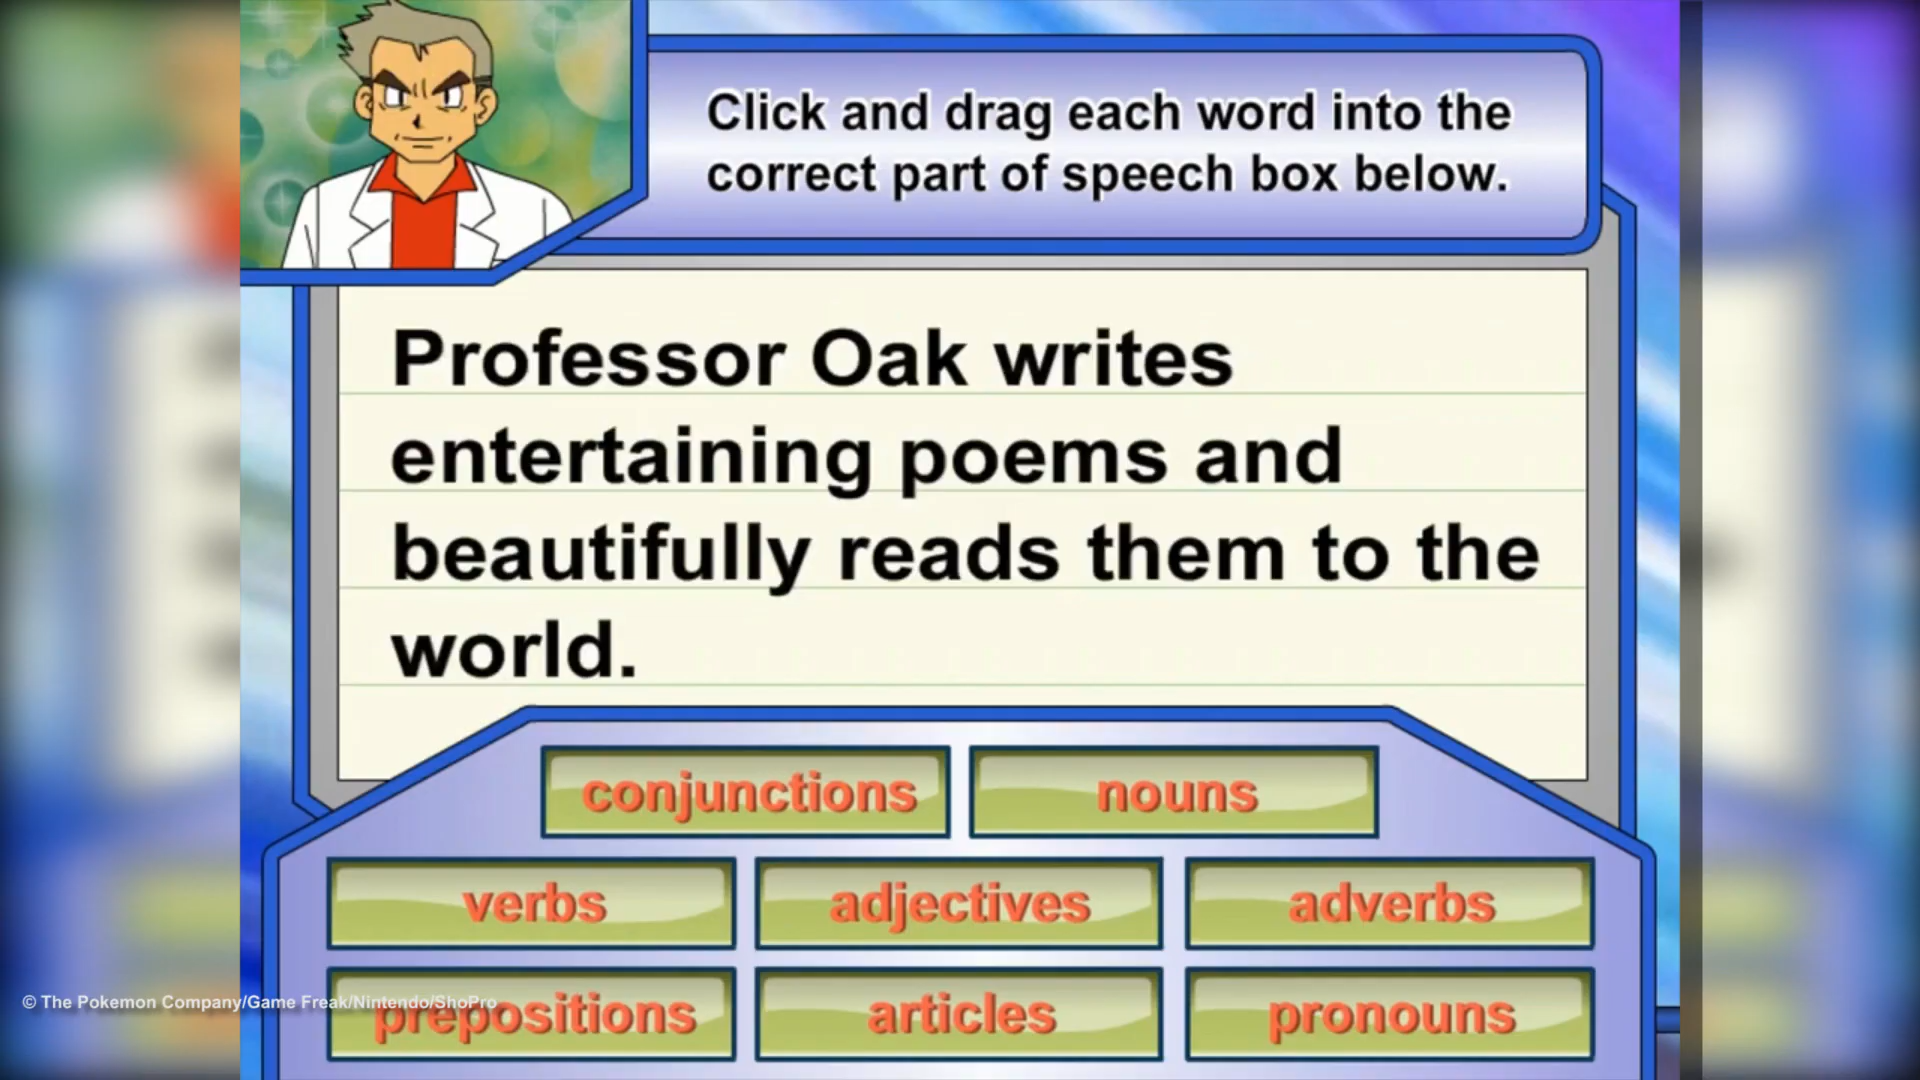 Click and drag each word into the
correct part of speech box below.
Professor Oak writes
entertaining poems and
beautifully reads them to the
world.
conjunctions
nouns
verbs
adjectives
adverbs
© The Pokemon Company/Game Freak/Nintendo/ShoPro
prepositions
articles
pronouns